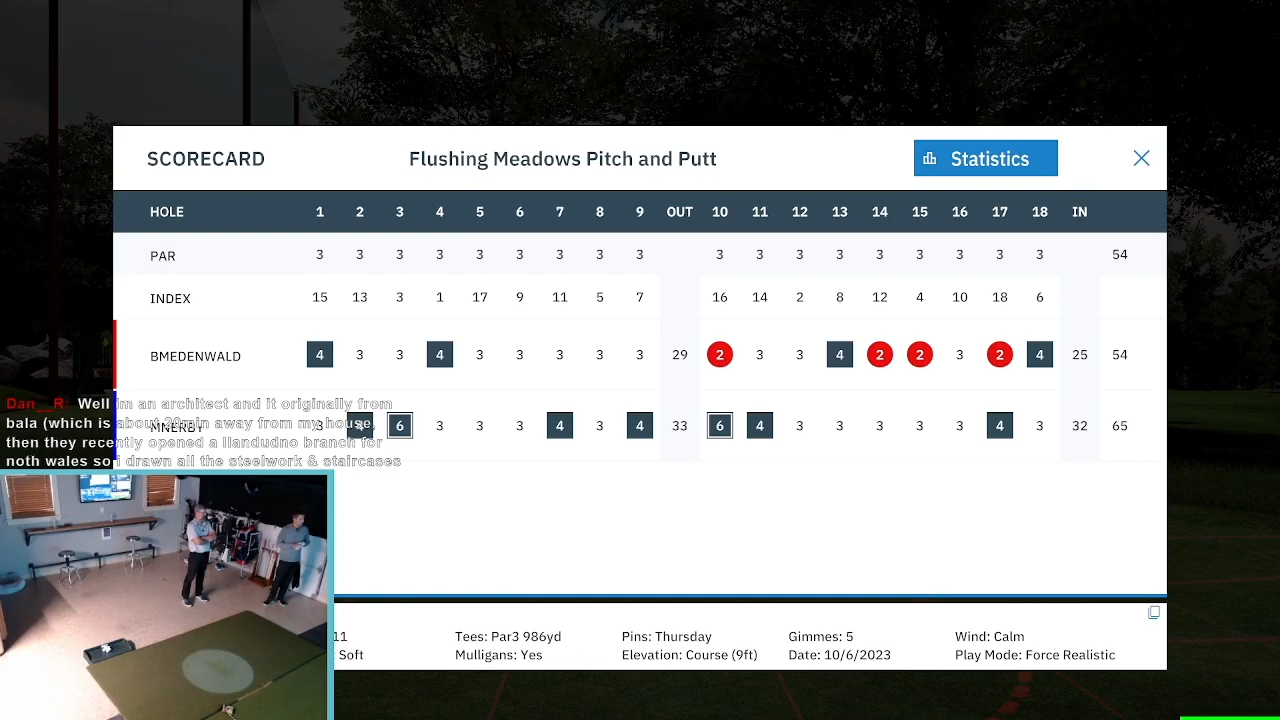 SCORECARD Flushing Meadows Pitch and Putt Statistics
HOLE 1 2 3 4 5 6 7 8 9 OUT 10 11 12 13 14 15 16 17 18 IN
PAR 3 3 3 3 3 3 3 3 3 3 3 3 3 3 3 3 3 3 54
INDEX 15 13 3 1 17 9 11 5 7 16 14 2 8 12 4 10 18 6
BMEDENWALD 4 3 3 4 3 3 3 3 3 29 2 3 3 4 2 2 3 2 4 25 54
Dan__R: Well im an architect and it originally from
bala (which is about 30min away from my house,
then they recently opened a llandudno branch for
noth wales so i drawn all the steelwork & staircases
3 6 3 3 3 4 3 4 33 6 4 3 3 3 3 3 4 3 32 65
11 Tees: Par3 986yd Pins: Thursday Gimmes: 5 Wind: Calm
Soft Mulligans: Yes Elevation: Course (9ft) Date: 10/6/2023 Play Mode: Force Realistic